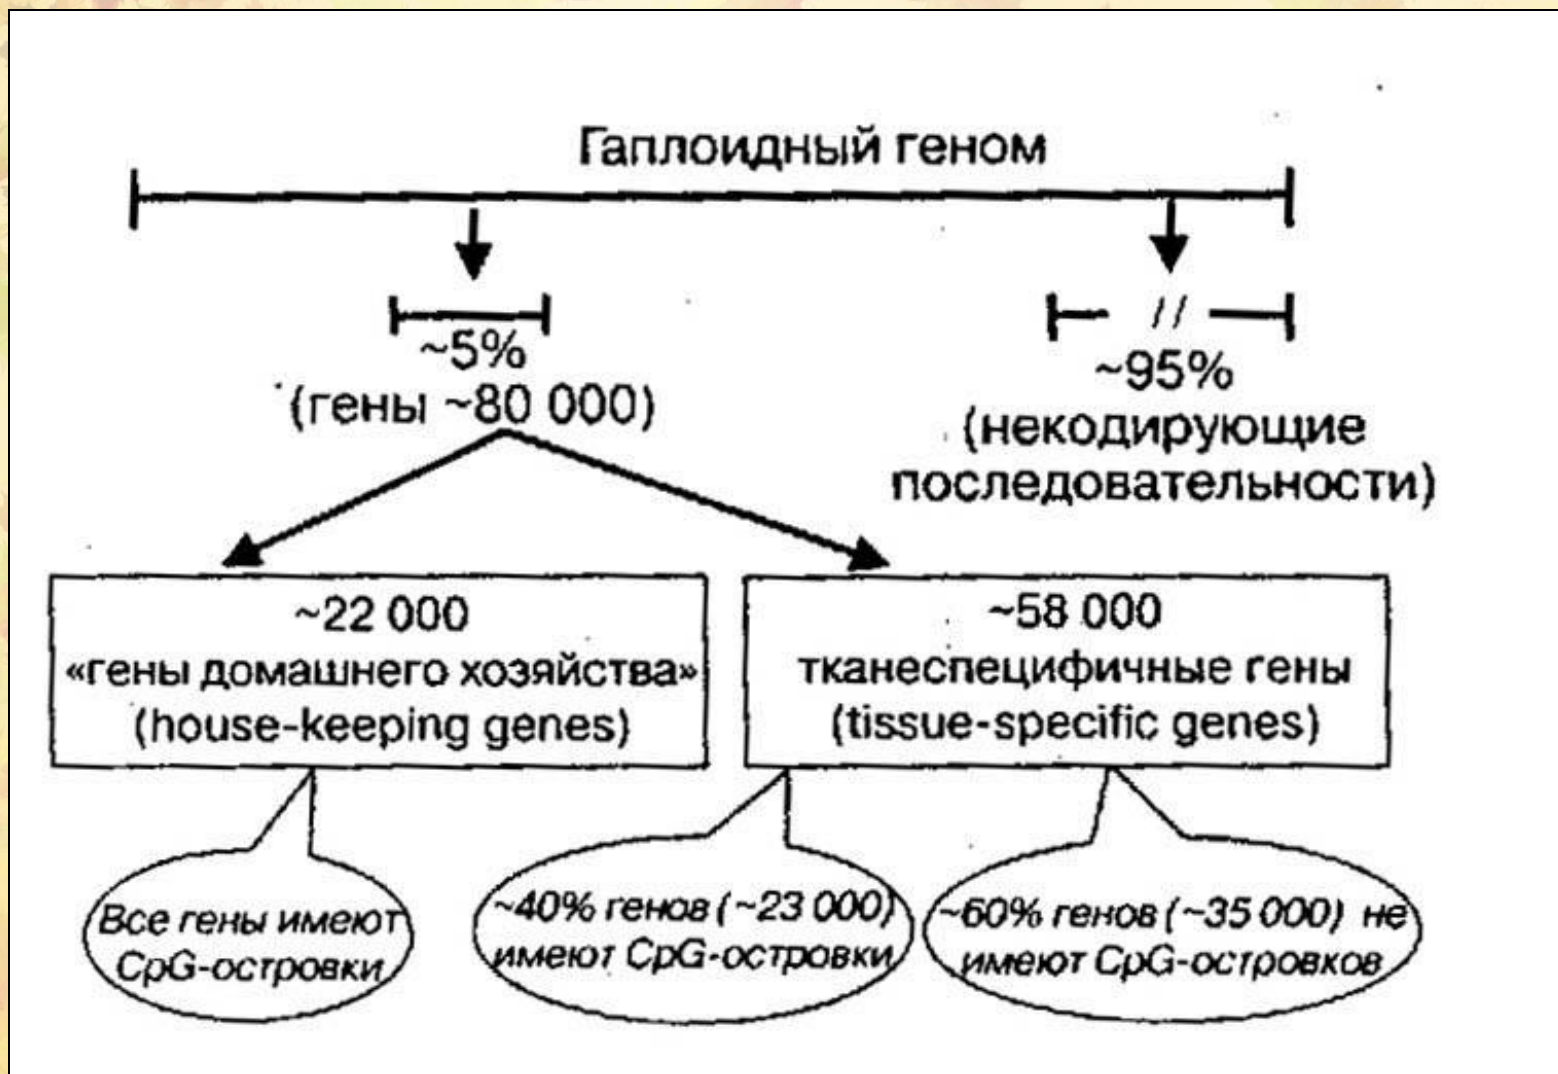 Гаплоидный геном
~5%
(гены ~80 000)
//
~95%
(некодирующие
последовательности)
~22 000
«гены домашнего хозяйства»
(house-keeping genes)
~58 000
тканеспецифичные гены
(tissue-specific genes)
Все гены имеют
CpG-островки
~40% генов (~23 000)
имеют CpG-островки
~60% генов (~35 000) не
имеют CpG-островков